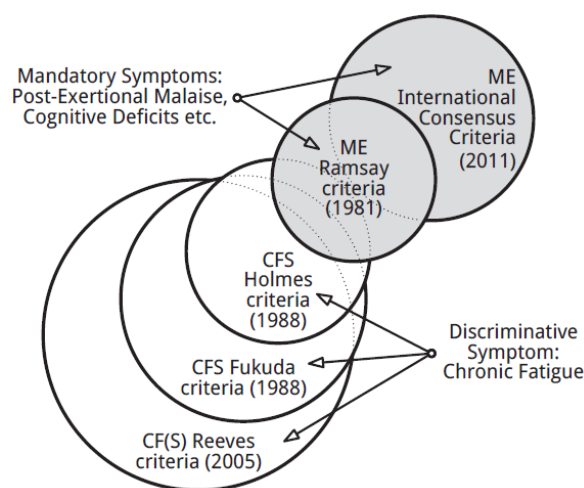 Mandatory Symptoms:
Post-Exertional Malaise,
Cognitive Deficits etc.
ME
International
Consensus
Criteria
(2011)
ME
Ramsay
criteria
(1981)
CFS
Holmes
criteria
(1988)
Discriminative
Symptom:
Chronic Fatigue
CFS Fukuda
criteria (1988)
CF(S) Reeves
criteria (2005)